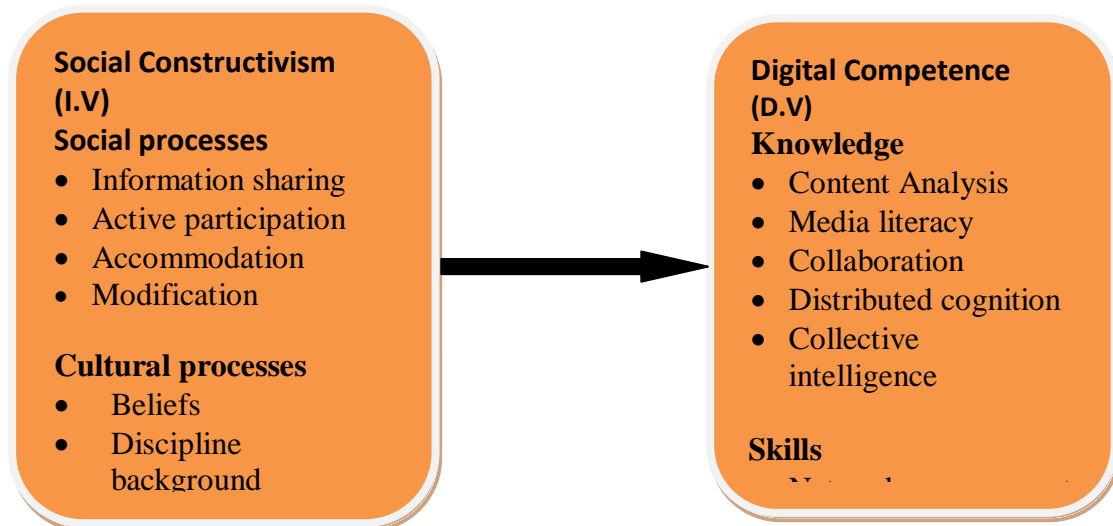 Social Constructivism
(I.V)
Social processes
• Information sharing
• Active participation
• Accommodation
• Modification
Cultural processes
• Beliefs
• Discipline
background
Digital Competence
(D.V)
Knowledge
• Content Analysis
• Media literacy
• Collaboration
• Distributed cognition
• Collective
intelligence
Skills